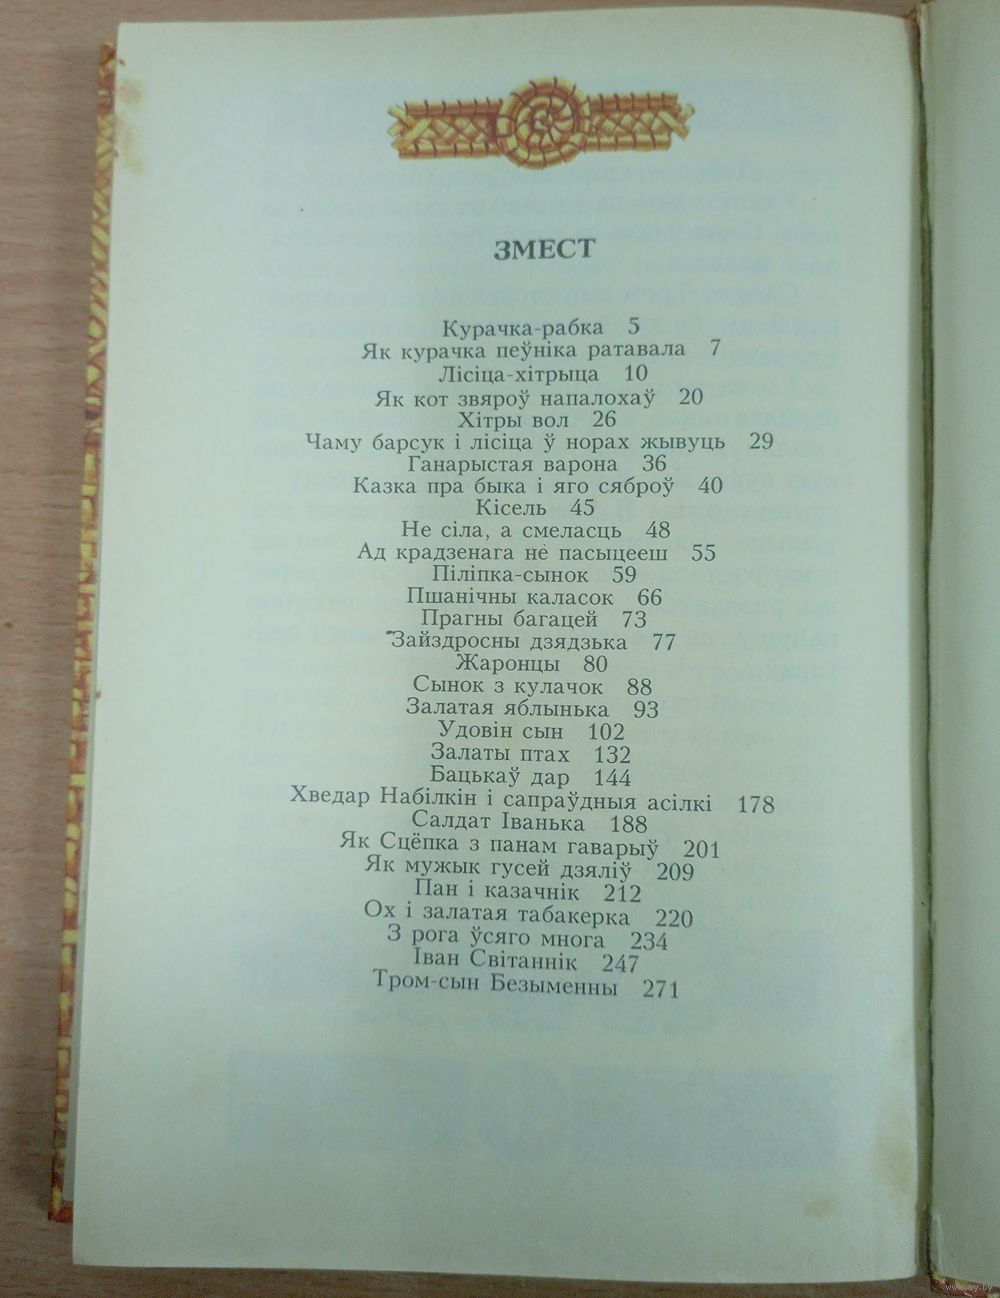 ЗМЕСТ
Курачка-рабка 5
Як курачка пеўніка ратавала 7
Лісіца-хітрыца 10
Як кот звяроў напалохаў 20
Хітры вол 26
Чаму барсук і лісіца ў норах жывуць 29
Ганарыстая варона 36
Казка пра быка і яго сяброў 40
Кісель 45
Не сіла, а смеласць 48
Ад крадзенага не пасыцееш 55
Піліпка-сынок 59
Пшанічны каласок 66
Прагны багацей 73
Зайздросны дзядзька 77
Жаронцы 80
Сынок з кулачок 88
Залатая яблынька 93
Удовін сын 102
Залаты птах 132
Бацькаў дар 144
Хведар Набілкін і сапраўдныя асілкі 178
Салдат Іванька 188
Як Сцёпка з панам гаварыў 201
Як мужык гусей дзяліў 209
Пан і казачнік 212
Ох і залатая табакерка 220
З рога ўсяго многа 234
Іван Світаннік 247
Тром-сын Безыменны 271
www.ay.by